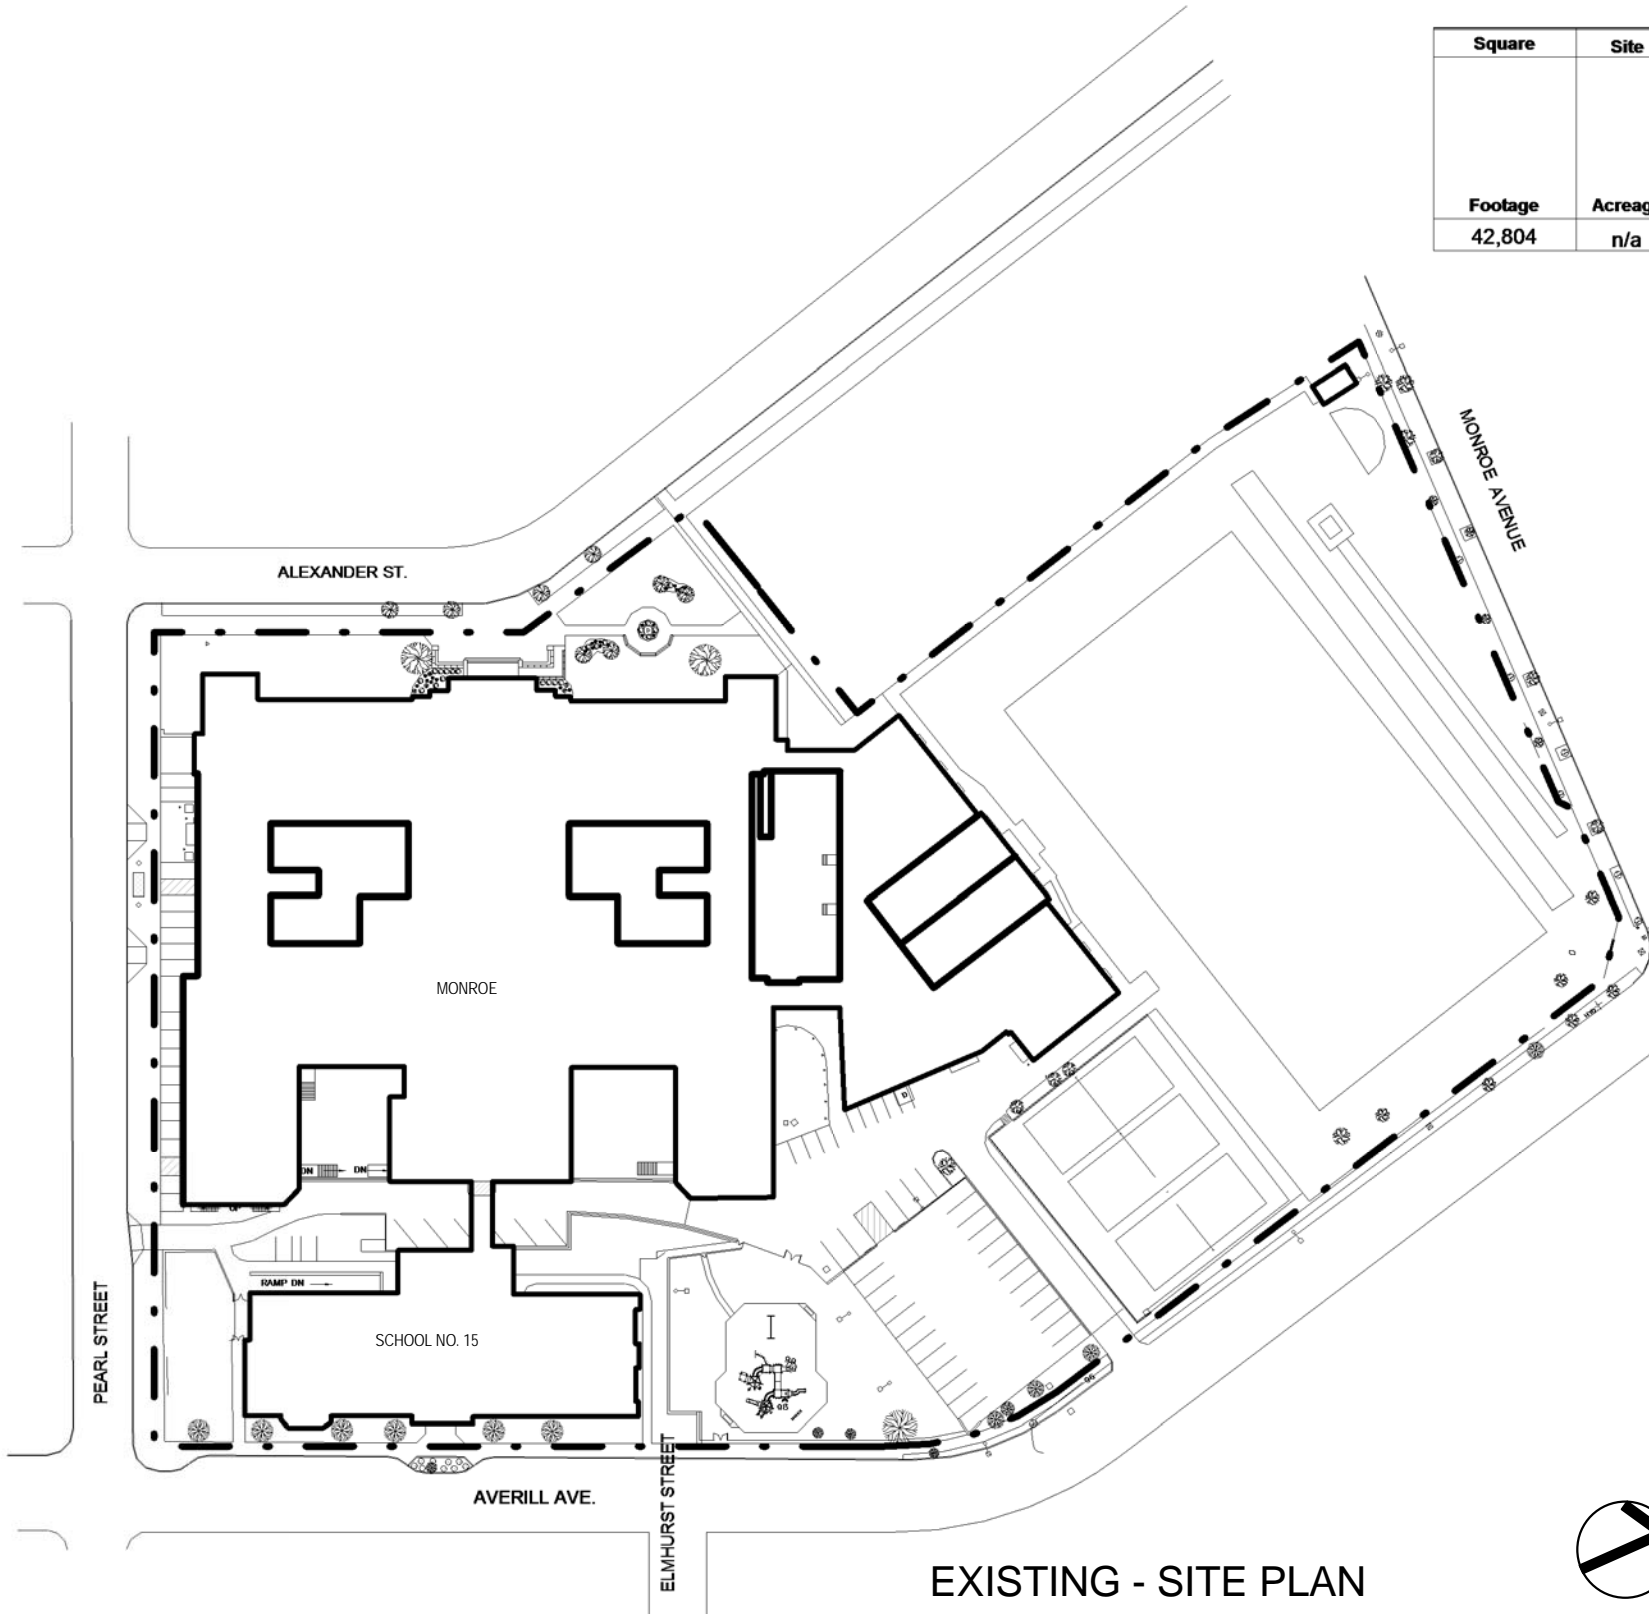 Square Site
Footage Acreag
42,804 n/a
MONROE AVENUE
ALEXANDER ST.
MONROE
D
DN DN
UP
RAMP DN
PEARL STREET
SCHOOL NO. 15
AVERILL AVE.
ELMHURST STREET
EXISTING - SITE PLAN